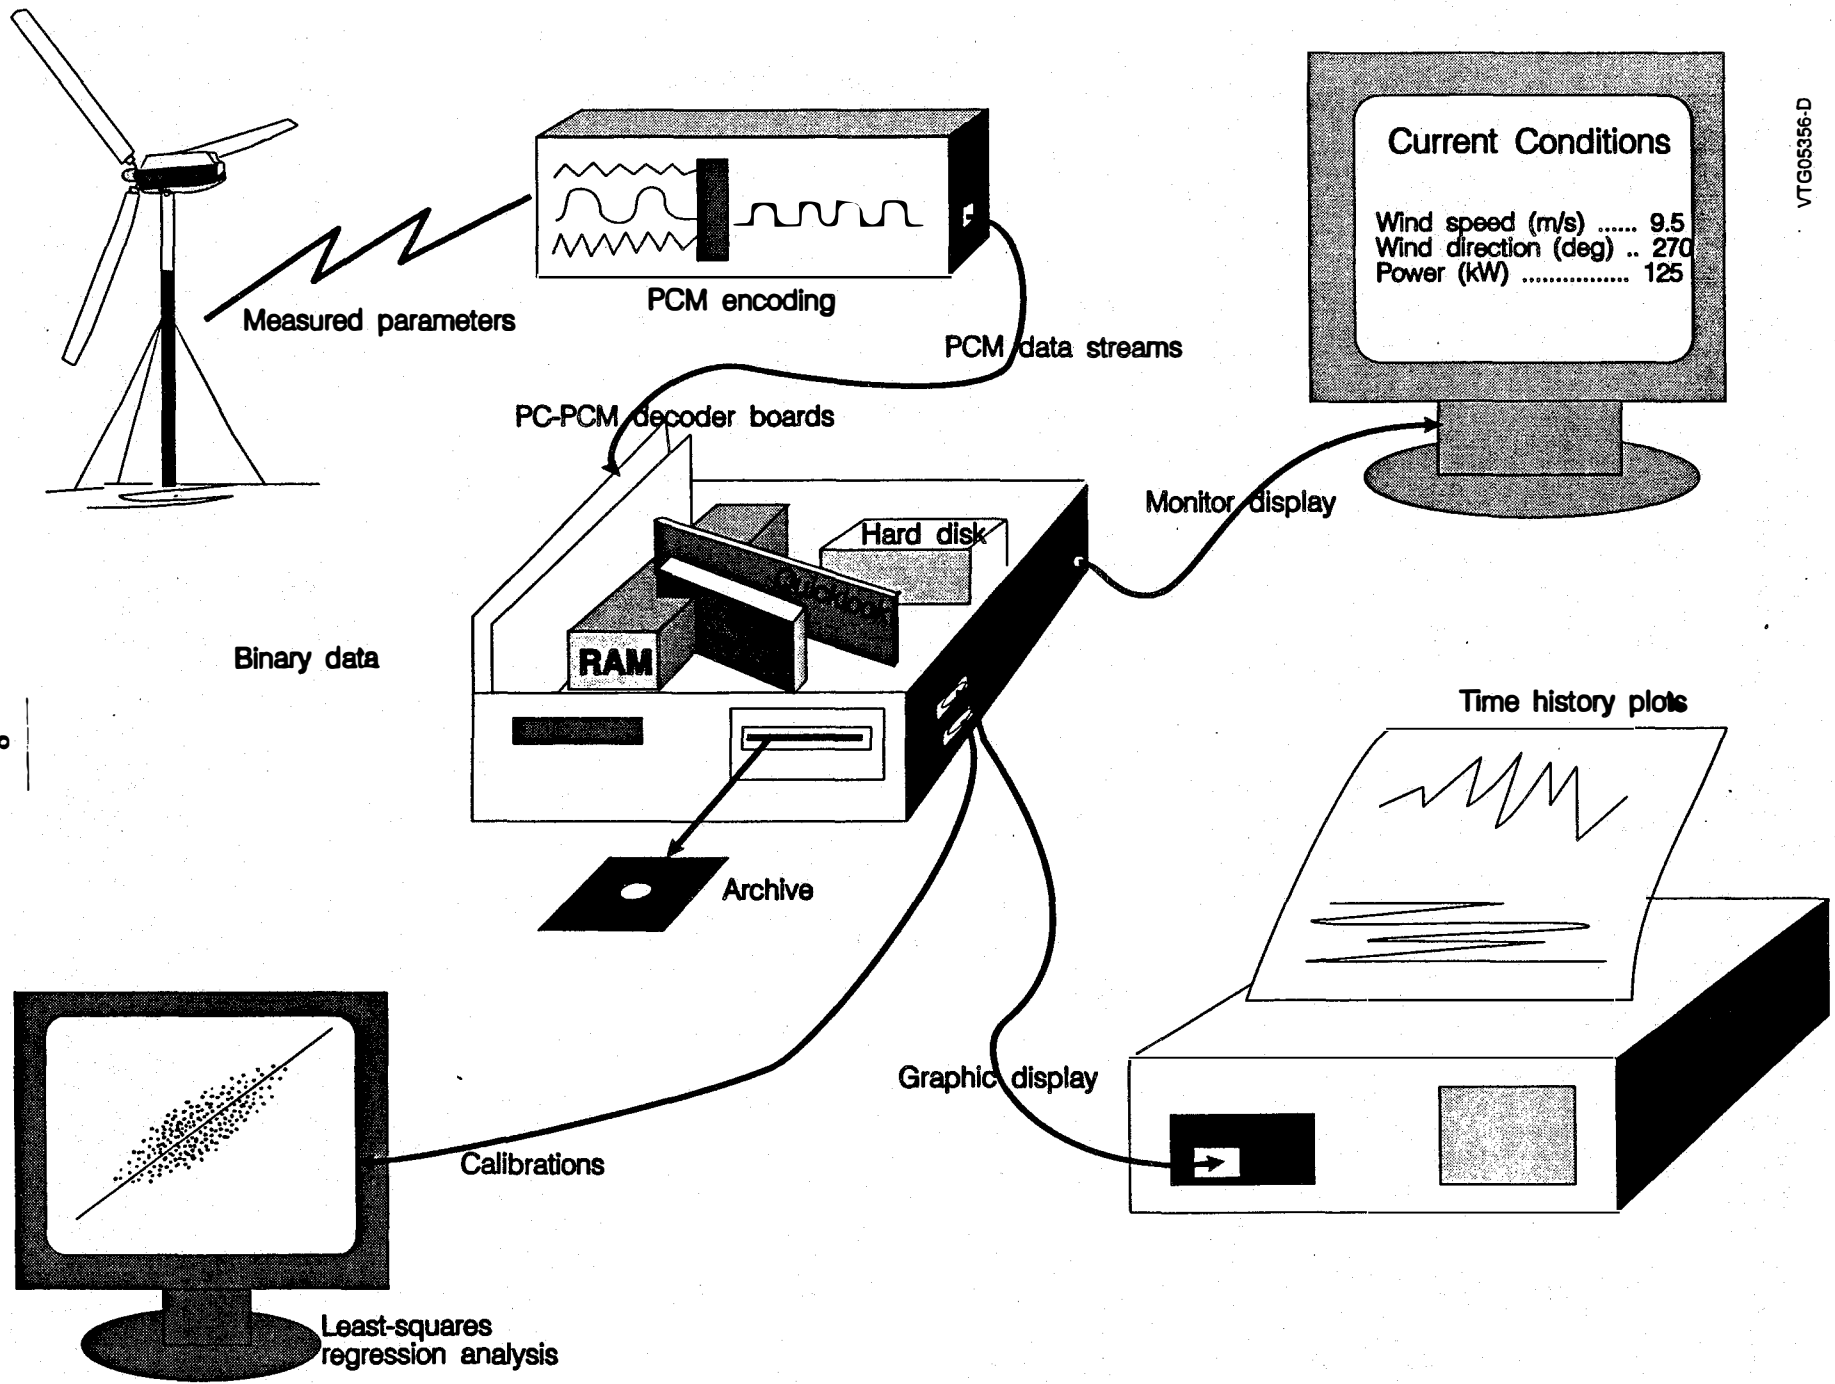 VTG05356-D
Current Conditions
Wind speed (m/s) ...... 9.5
Wind direction (deg) .. 270
Power (kW) ................ 125
Measured parameters
PCM encoding
PCM data streams
PC-PCM decoder boards
Monitor display
Hard disk
Quicklook
RAM
Binary data
Time history plots
Archive
Graphic display
Calibrations
Least-squares
regression analysis